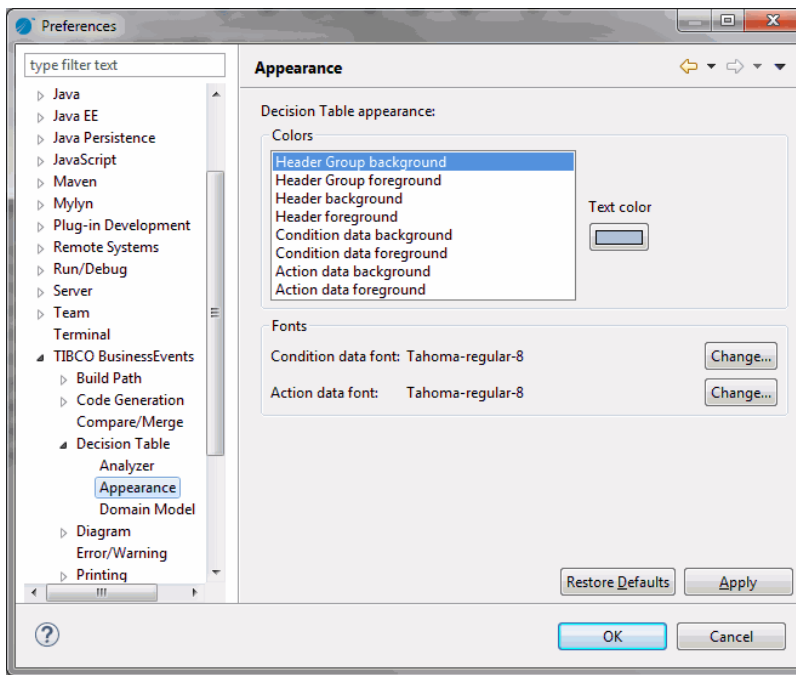 Preferences
type filter text
Java
Java EE
Java Persistence
JavaScript
Maven
Mylyn
Plug-in Development
Remote Systems
Run/Debug
Server
Team
Terminal
TIBCO BusinessEvents
Build Path
Code Generation
Compare/Merge
Decision Table
Analyzer
Appearance
Domain Model
Diagram
Error/Warning
Printing
Appearance
Decision Table appearance:
Colors
Header Group background
Header Group foreground
Header background
Header foreground
Condition data background
Condition data foreground
Action data background
Action data foreground
Text color
Fonts
Condition data font: Tahoma-regular-8 Change...
Action data font: Tahoma-regular-8 Change...
Restore Defaults Apply
OK Cancel